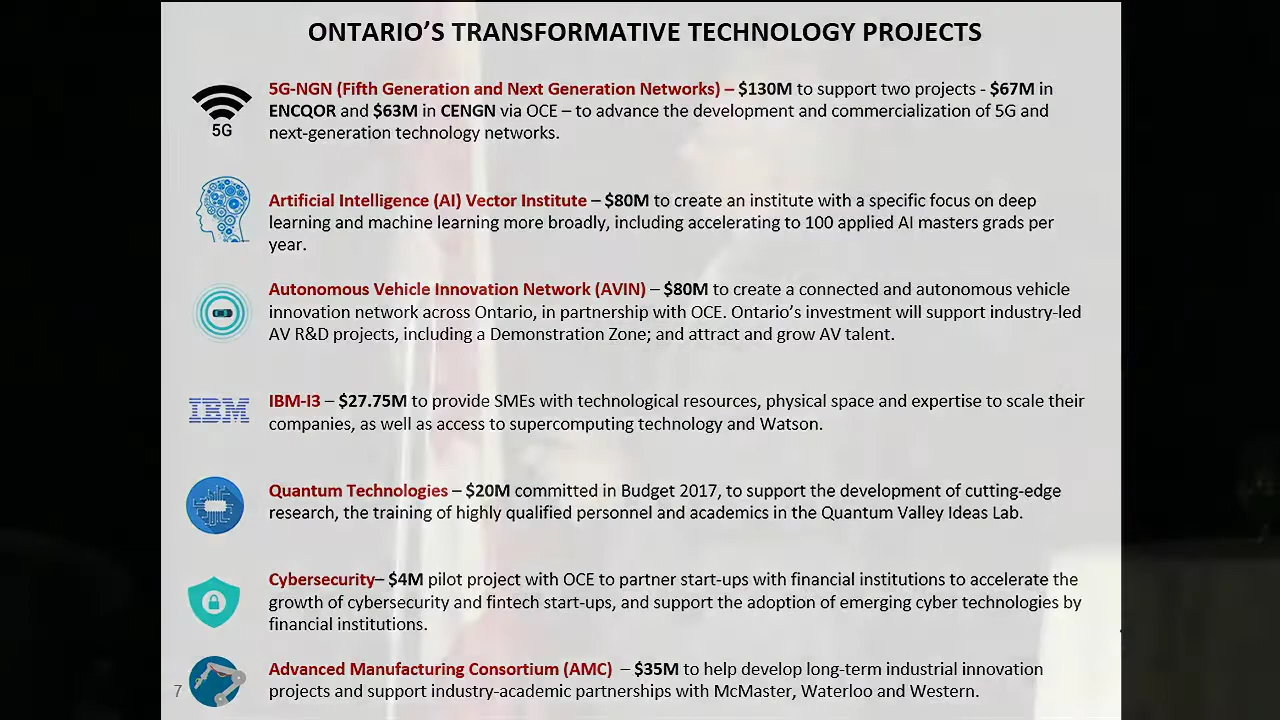 ONTARIO’S TRANSFORMATIVE TECHNOLOGY PROJECTS
5G-NGN (Fifth Generation and Next Generation Networks) – $130M to support two projects - $67M in
ENCQOR and $63M in CENGN via OCE – to advance the development and commercialization of 5G and
next-generation technology networks.
5G
Artificial Intelligence (AI) Vector Institute – $80M to create an institute with a specific focus on deep
learning and machine learning more broadly, including accelerating to 100 applied AI masters grads per
year.
Autonomous Vehicle Innovation Network (AVIN) – $80M to create a connected and autonomous vehicle
innovation network across Ontario, in partnership with OCE. Ontario’s investment will support industry-led
AV R&D projects, including a Demonstration Zone; and attract and grow AV talent.
IBM
IBM-I3 – $27.75M to provide SMEs with technological resources, physical space and expertise to scale their
companies, as well as access to supercomputing technology and Watson.
Quantum Technologies – $20M committed in Budget 2017, to support the development of cutting-edge
research, the training of highly qualified personnel and academics in the Quantum Valley Ideas Lab.
Cybersecurity– $4M pilot project with OCE to partner start-ups with financial institutions to accelerate the
growth of cybersecurity and fintech start-ups, and support the adoption of emerging cyber technologies by
financial institutions.
Advanced Manufacturing Consortium (AMC) – $35M to help develop long-term industrial innovation
projects and support industry-academic partnerships with McMaster, Waterloo and Western.
7